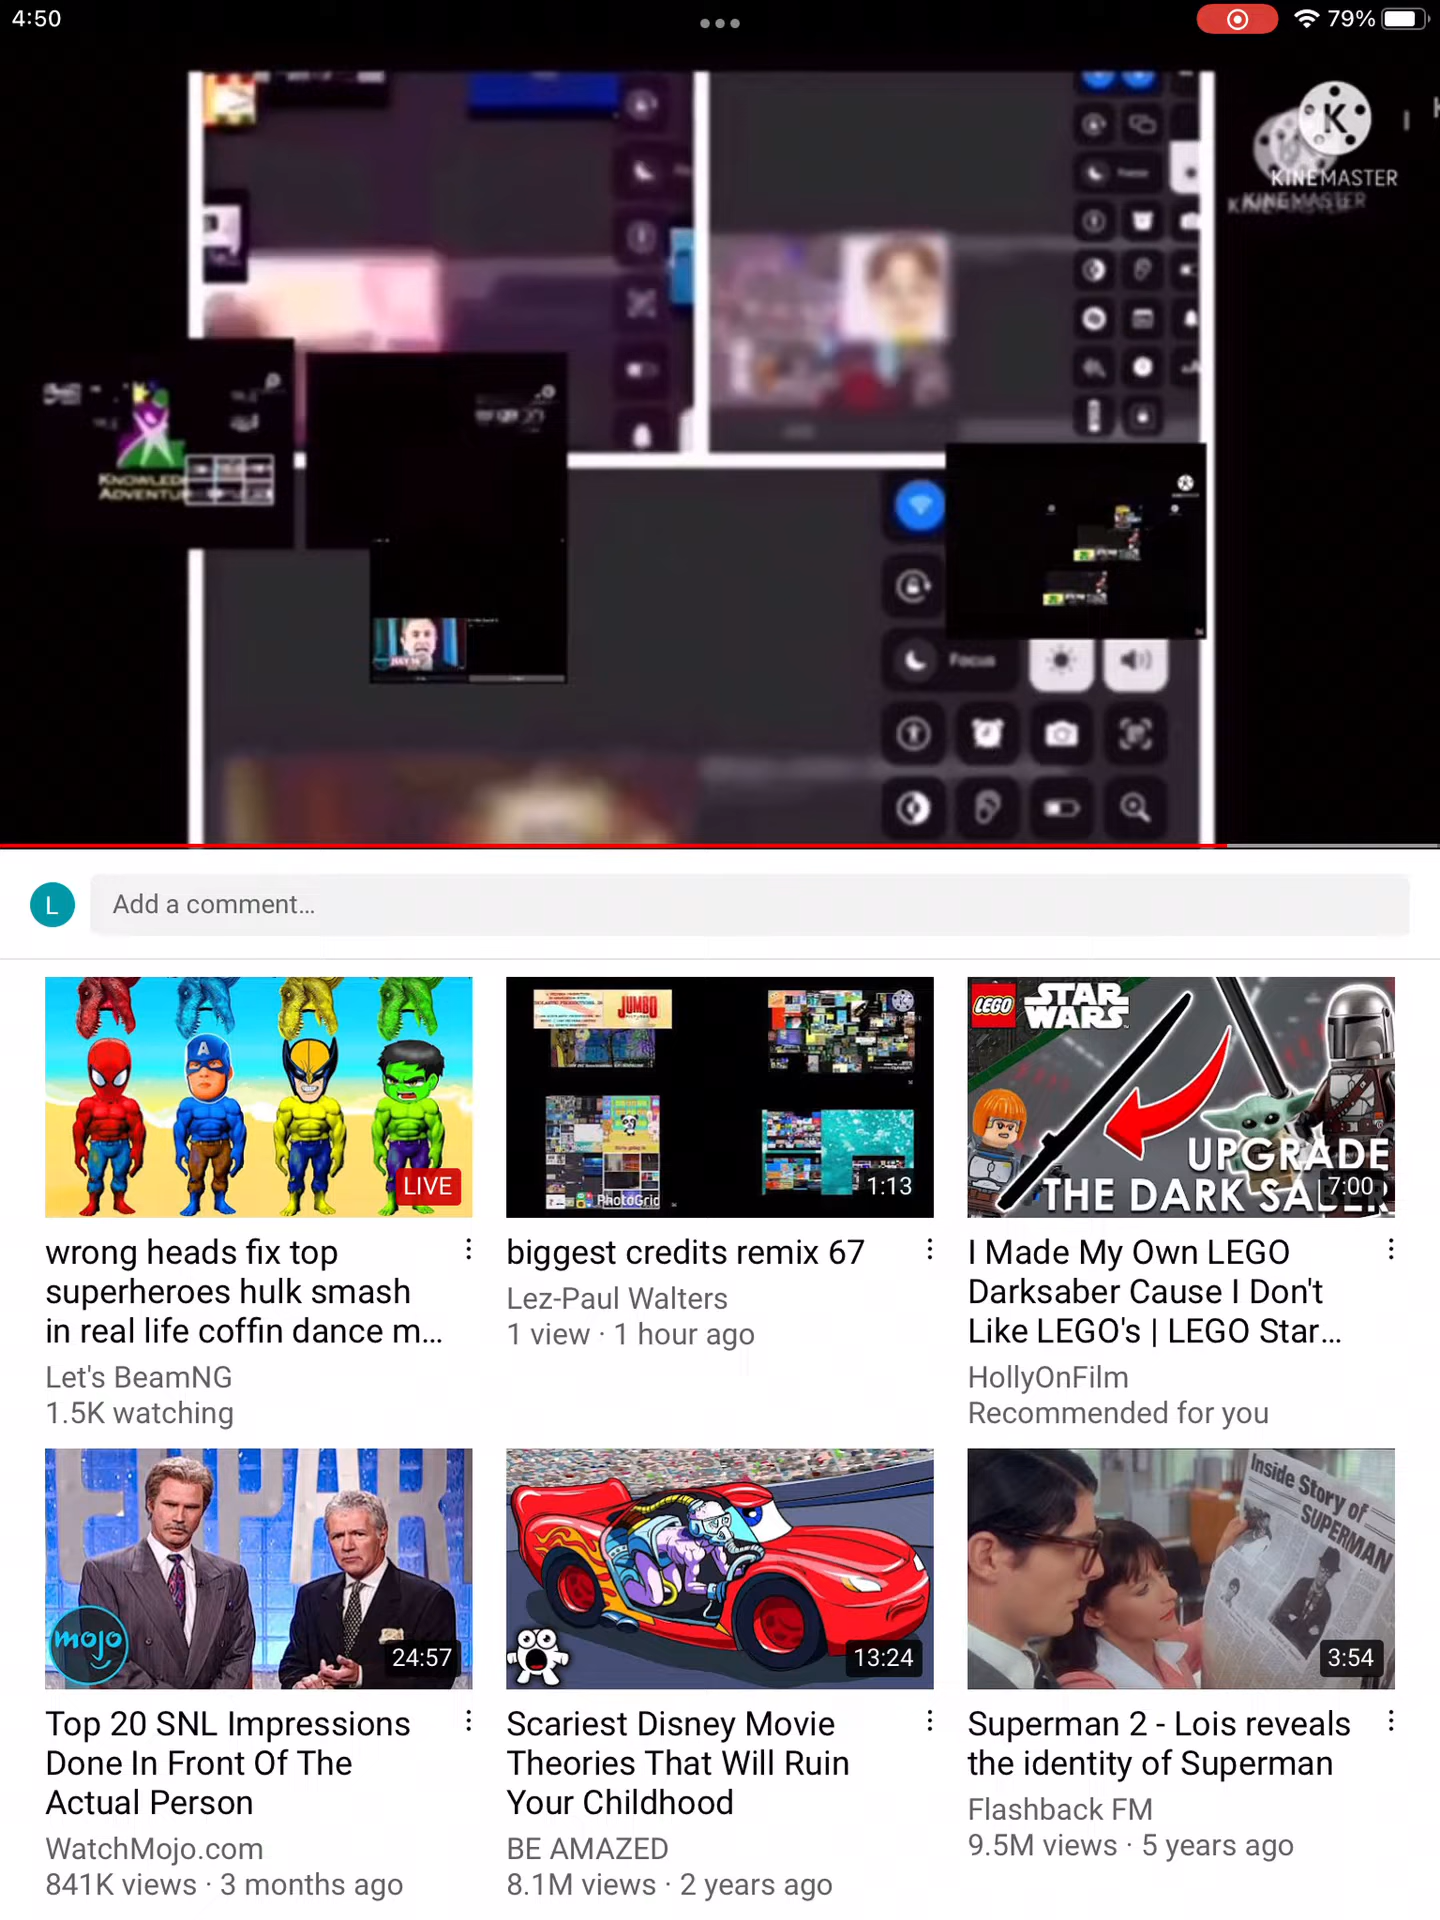 4:50
79%
KINEMASTER
KINEMASTER
KNOWLED
ADVENTU
Focus
Focus
L
Add a comment...
LEGO
STAR
WARS
JUMBO
UPGRADE
THE DARK SABER
LIVE
PhotoGrid
1:13
7:00
wrong heads fix top
superheroes hulk smash
in real life coffin dance m...
Let's BeamNG
1.5K watching
biggest credits remix 67
Lez-Paul Walters
1 view · 1 hour ago
I Made My Own LEGO
Darksaber Cause I Don't
Like LEGO's | LEGO Star...
HollyOnFilm
Recommended for you
Inside Story of
SUPERMAN
mojo
24:57
13:24
3:54
Top 20 SNL Impressions
Done In Front Of The
Actual Person
WatchMojo.com
841K views · 3 months ago
Scariest Disney Movie
Theories That Will Ruin
Your Childhood
BE AMAZED
8.1M views · 2 years ago
Superman 2 - Lois reveals
the identity of Superman
Flashback FM
9.5M views · 5 years ago